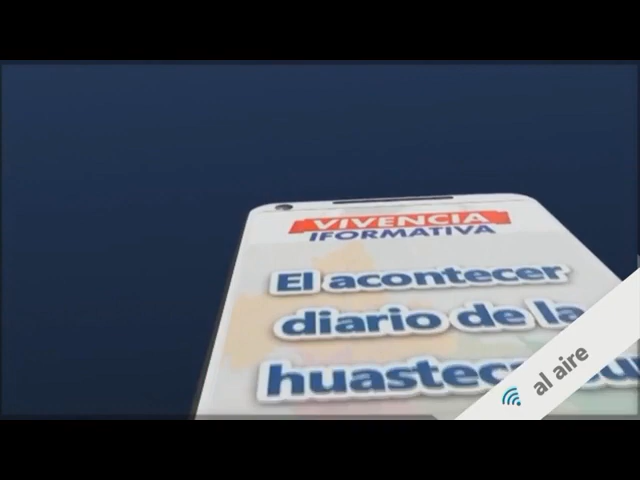 VIVENCIA
IFORMATIVA
El acontecer
diario de la
al aire